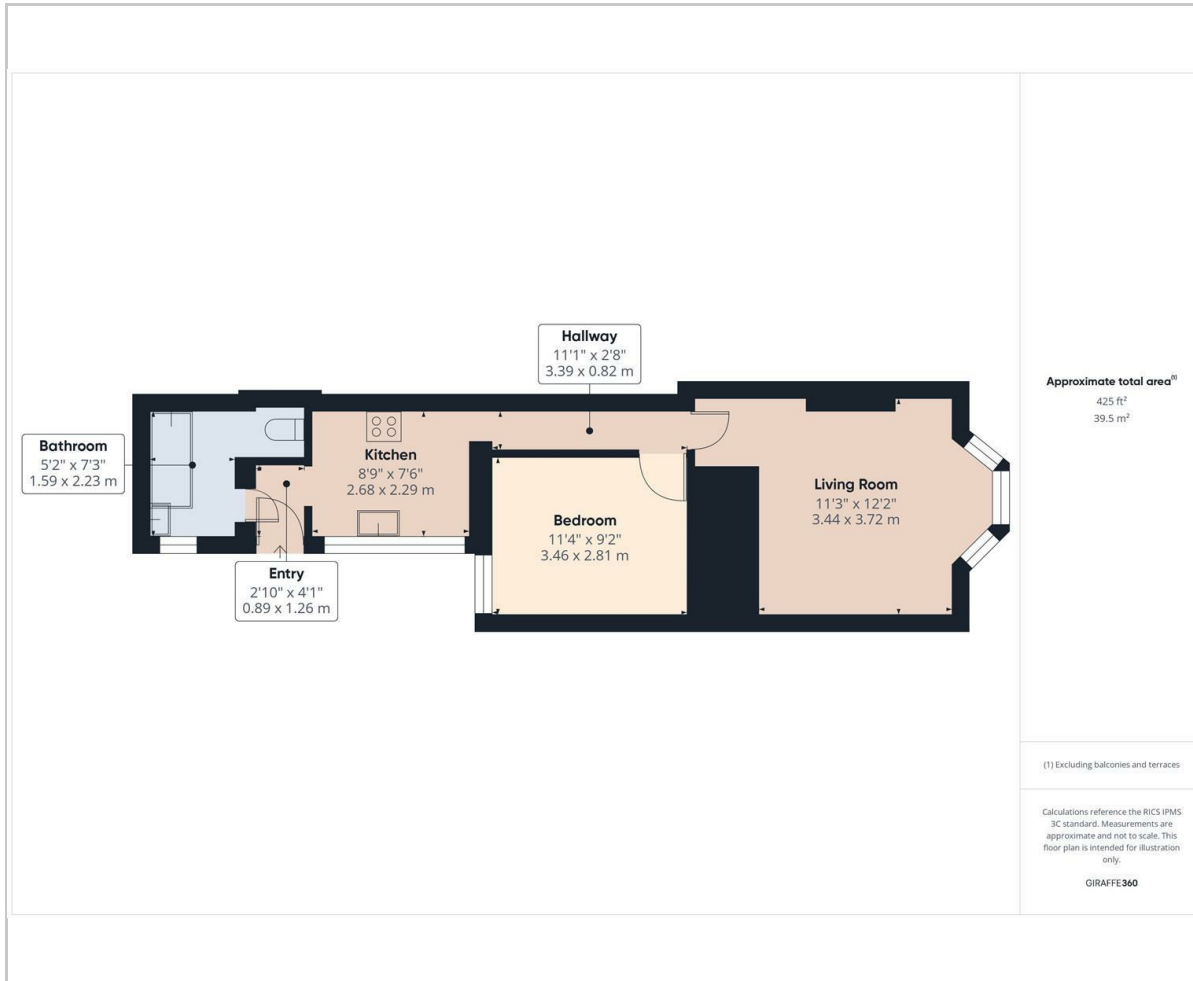 Hallway
11'1" x 2'8"
3.39 x 0.82 m
Bathroom
5'2" x 7'3"
1.59 x 2.23 m
Kitchen
8'9" x 7'6"
2.68 x 2.29 m
Living Room
11'3" x 12'2"
3.44 x 3.72 m
Bedroom
11'4" x 9'2"
3.46 x 2.81 m
Entry
2'10" x 4'1"
0.89 x 1.26 m
Approximate total area⁽¹⁾
425 ft²
39.5 m²
(1) Excluding balconies and terraces
Calculations reference the RICS IPMS
3C standard. Measurements are
approximate and not to scale. This
floor plan is intended for illustration
only.
GIRAFFE360